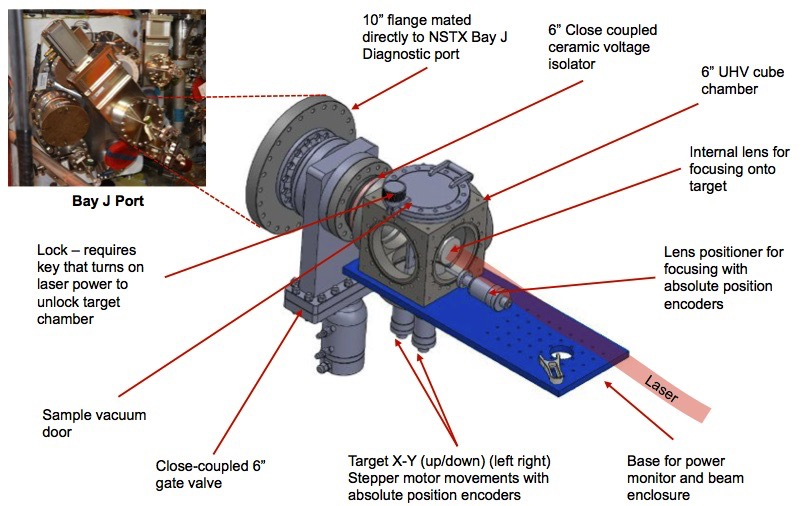 10” flange mated
directly to NSTX Bay J
Diagnostic port
6” Close coupled
ceramic voltage
isolator
6” UHV cube
chamber
Internal lens for
focusing onto
target
Bay J Port
Lock – requires
key that turns on
laser power to
unlock target
chamber
Lens positioner for
focusing with
absolute position
encoders
Laser
Sample vacuum
door
Close-coupled 6”
gate valve
Target X-Y (up/down) (left right)
Stepper motor movements with
absolute position encoders
Base for power
monitor and beam
enclosure